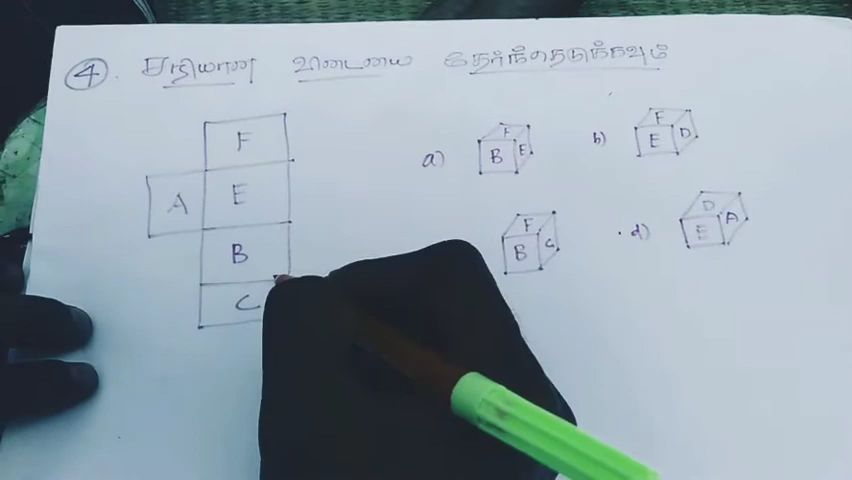 4. சரியான விடையை தேர்ந்தெடுக்கவும்
F
A E
B
C
a) F B E
b) F E D
F B C
d) D E A